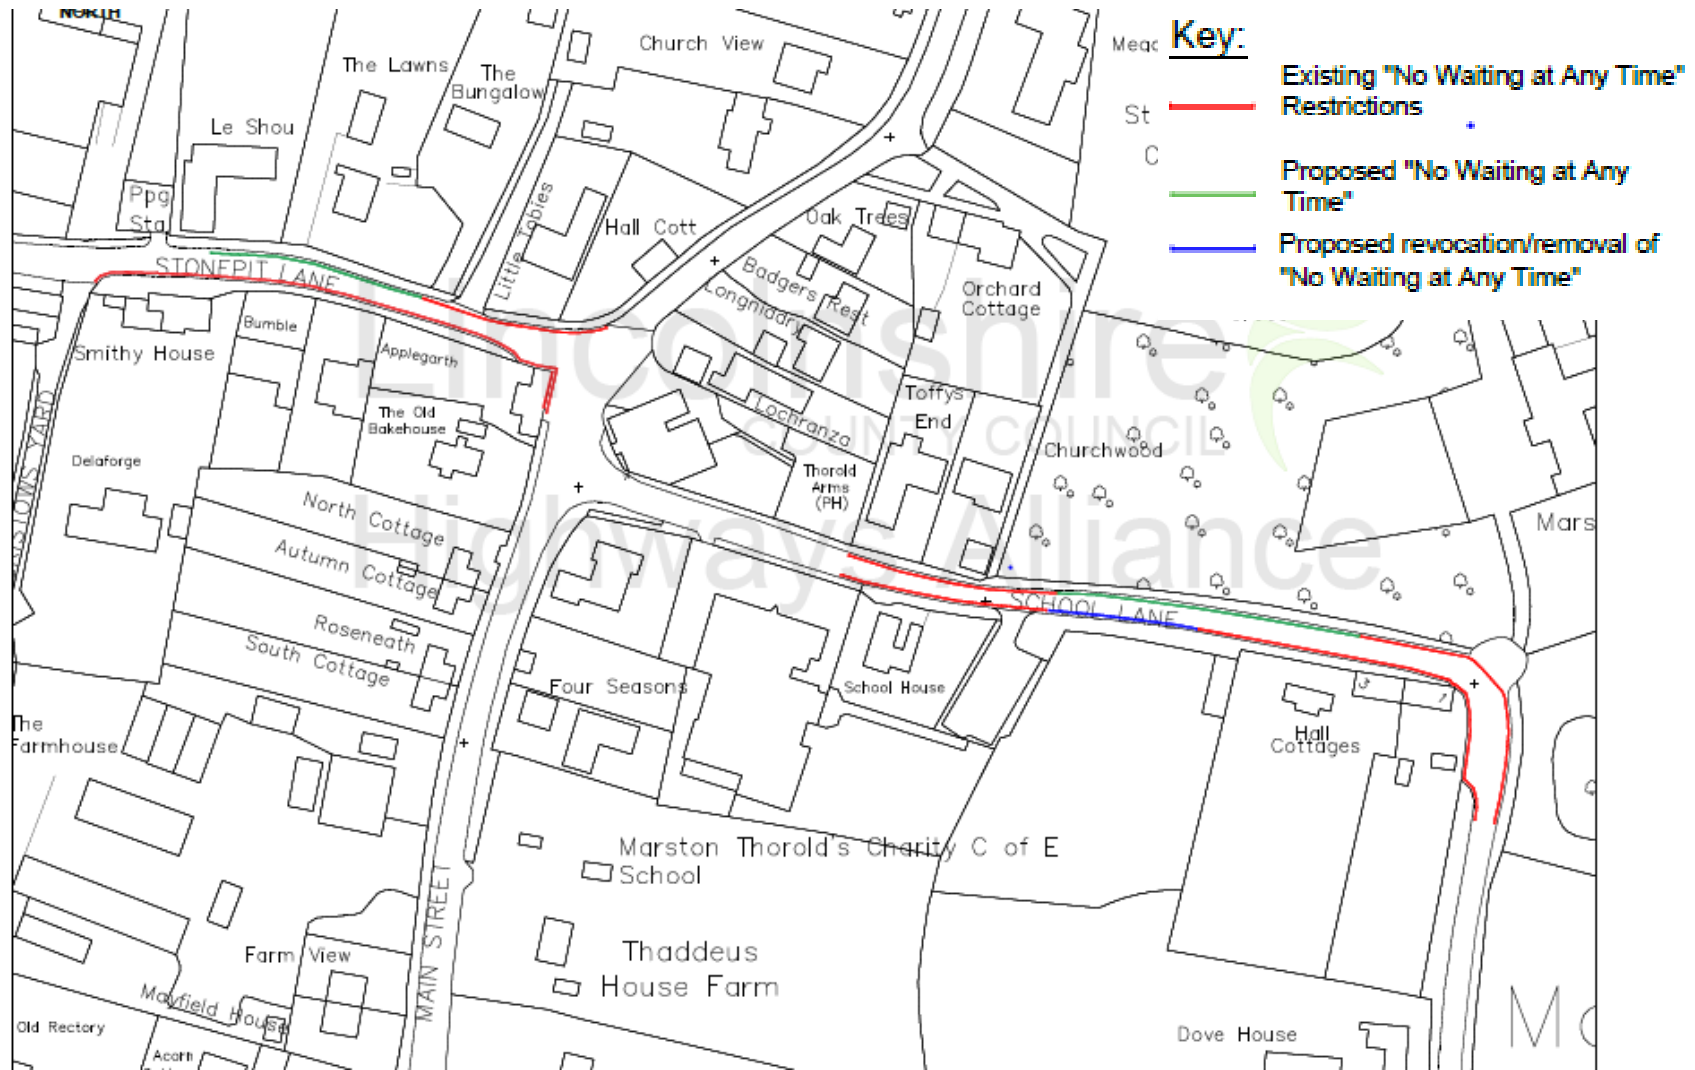 NORTH
Key:
Existing "No Waiting at Any Time"
Restrictions
Proposed "No Waiting at Any
Time"
Proposed revocation/removal of
"No Waiting at Any Time"
Church View
The Lawns
The
Bungalow
Le Shou
Ppg
Sta
Little Tobies
Hall Cott
Oak Trees
Badgers Rest
Longniddry
Orchard
Cottage
STONEPIT LANE
Lincolnshire
COUNTY COUNCIL
Highways Alliance
Smithy House
Bumble
Applegarth
The Old
Bakehouse
Lochranza
Toffys
End
Churchwood
Thorold
Arms
(PH)
Delaforge
North Cottage
Autumn Cottage
Roseneath
South Cottage
SCHOOL LANE
Four Seasons
School House
3
1
Hall
Cottages
The
Farmhouse
Marston Thorold's Charity C of E
School
MAIN STREET
Farm View
Thaddeus
House Farm
Mayfield House
Old Rectory
Acorn
Dove House